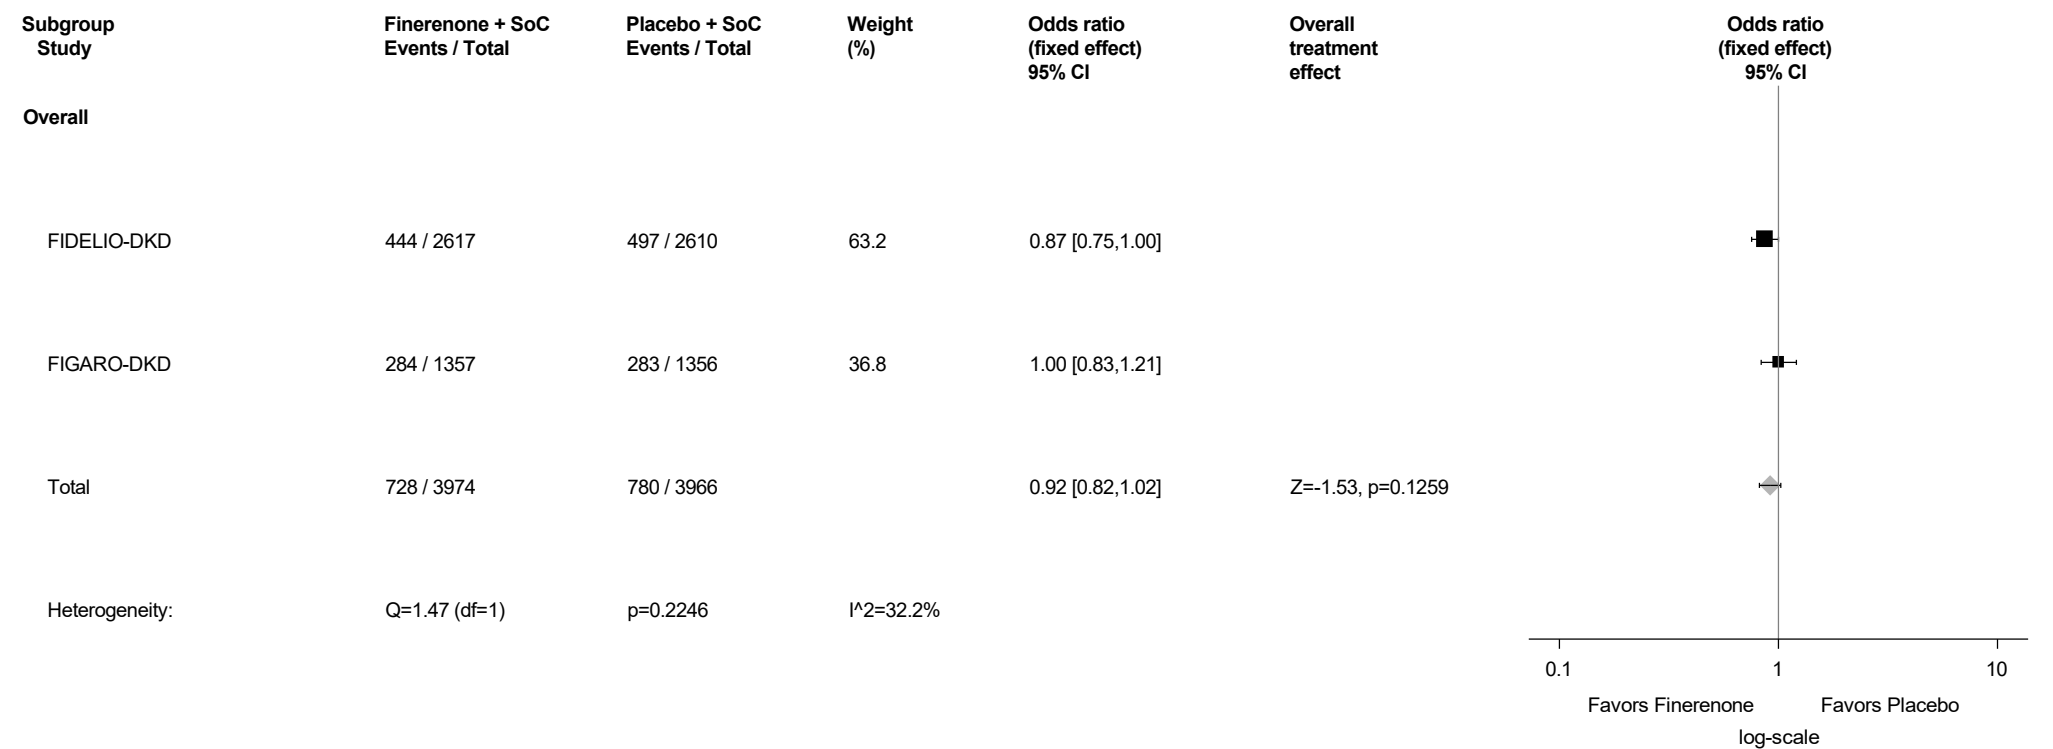 Subgroup Finerenone + SoC Placebo + SoC Weight Odds ratio Overall Odds ratio
Study Events / Total Events / Total (%) (fixed effect) treatment (fixed effect)
95% CI effect 95% CI
Overall
FIDELIO-DKD 444 / 2617 497 / 2610 63.2 0.87 [0.75,1.00]
FIGARO-DKD 284 / 1357 283 / 1356 36.8 1.00 [0.83,1.21]
Total 728 / 3974 780 / 3966 0.92 [0.82,1.02] Z=-1.53, p=0.1259
Heterogeneity: Q=1.47 (df=1) p=0.2246 I^2=32.2%
0.1 1 10
Favors Finerenone Favors Placebo
log-scale